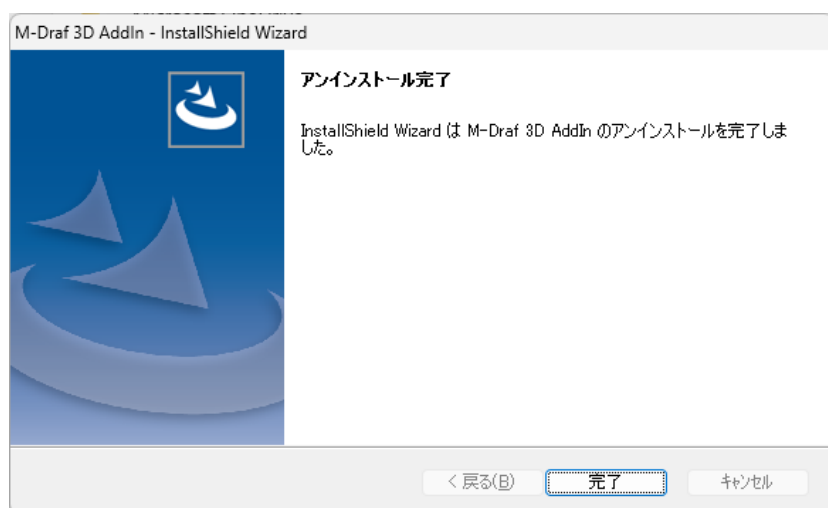 M-Draf 3D AddIn - InstallShield Wizard
アンインストール完了
InstallShield Wizard は M-Draf 3D AddIn のアンインストールを完了しま
した。
< 戻る(B)
完了
キャンセル